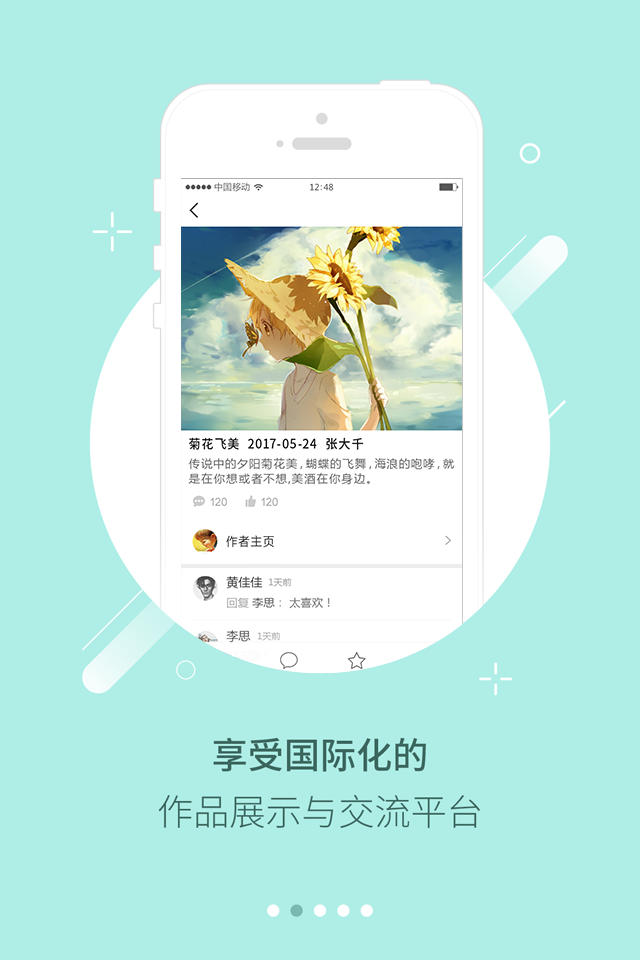 中国移动 12:48
菊花飞美 2017-05-24 张大千
传说中的夕阳菊花美,蝴蝶的飞舞,海浪的咆哮,就
是在你想或者不想,美酒在你身边。
120 120
作者主页
黄佳佳 1天前
回复 李思： 太喜欢！
李思 1天前
享受国际化的
作品展示与交流平台